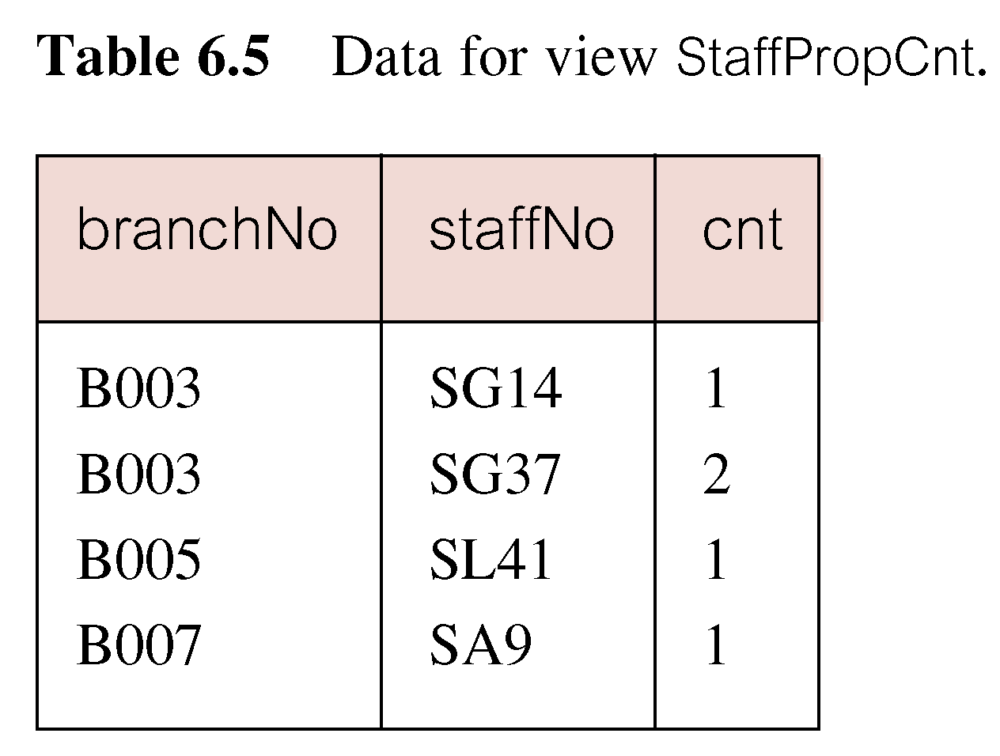 Table 6.5 Data for view StaffPropCnt.
branchNo staffNo cnt
B003 SG14 1
B003 SG37 2
B005 SL41 1
B007 SA9 1